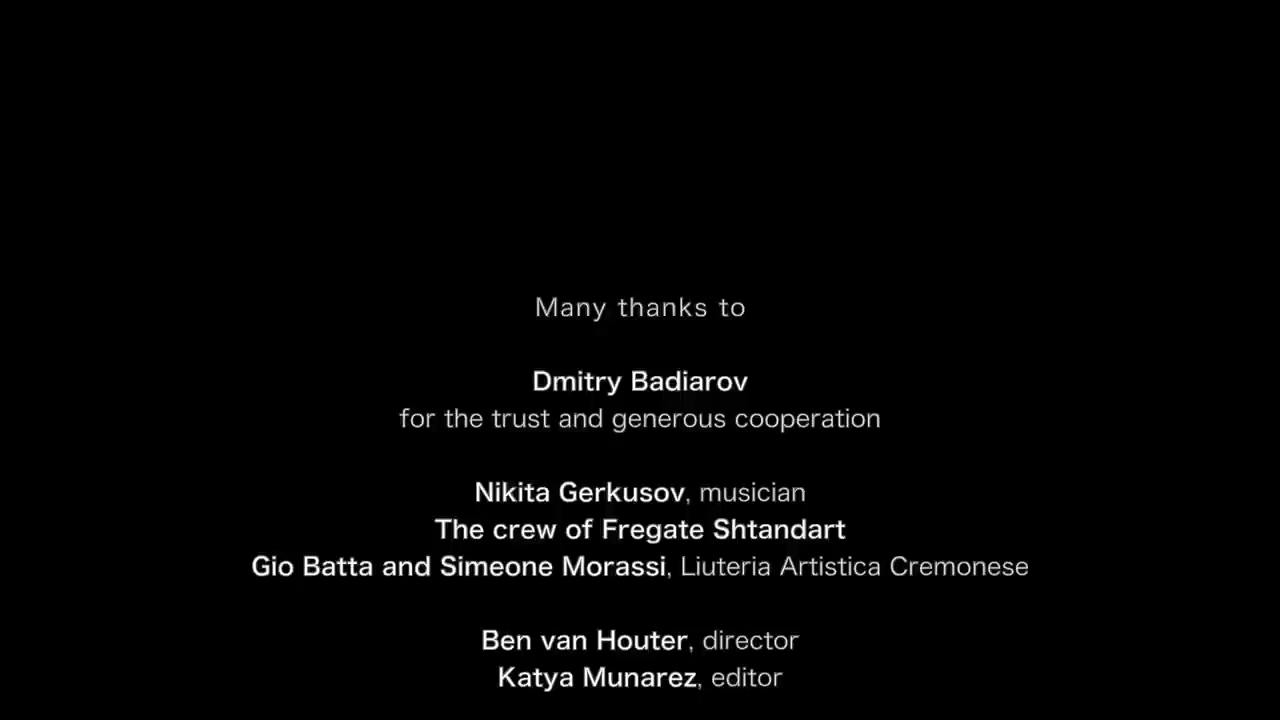 Many thanks to
Dmitry Badiarov
for the trust and generous cooperation
Nikita Gerkusov, musician
The crew of Fregate Shtandart
Gio Batta and Simeone Morassi, Liuteria Artistica Cremonese
Ben van Houter, director
Katya Munarez, editor